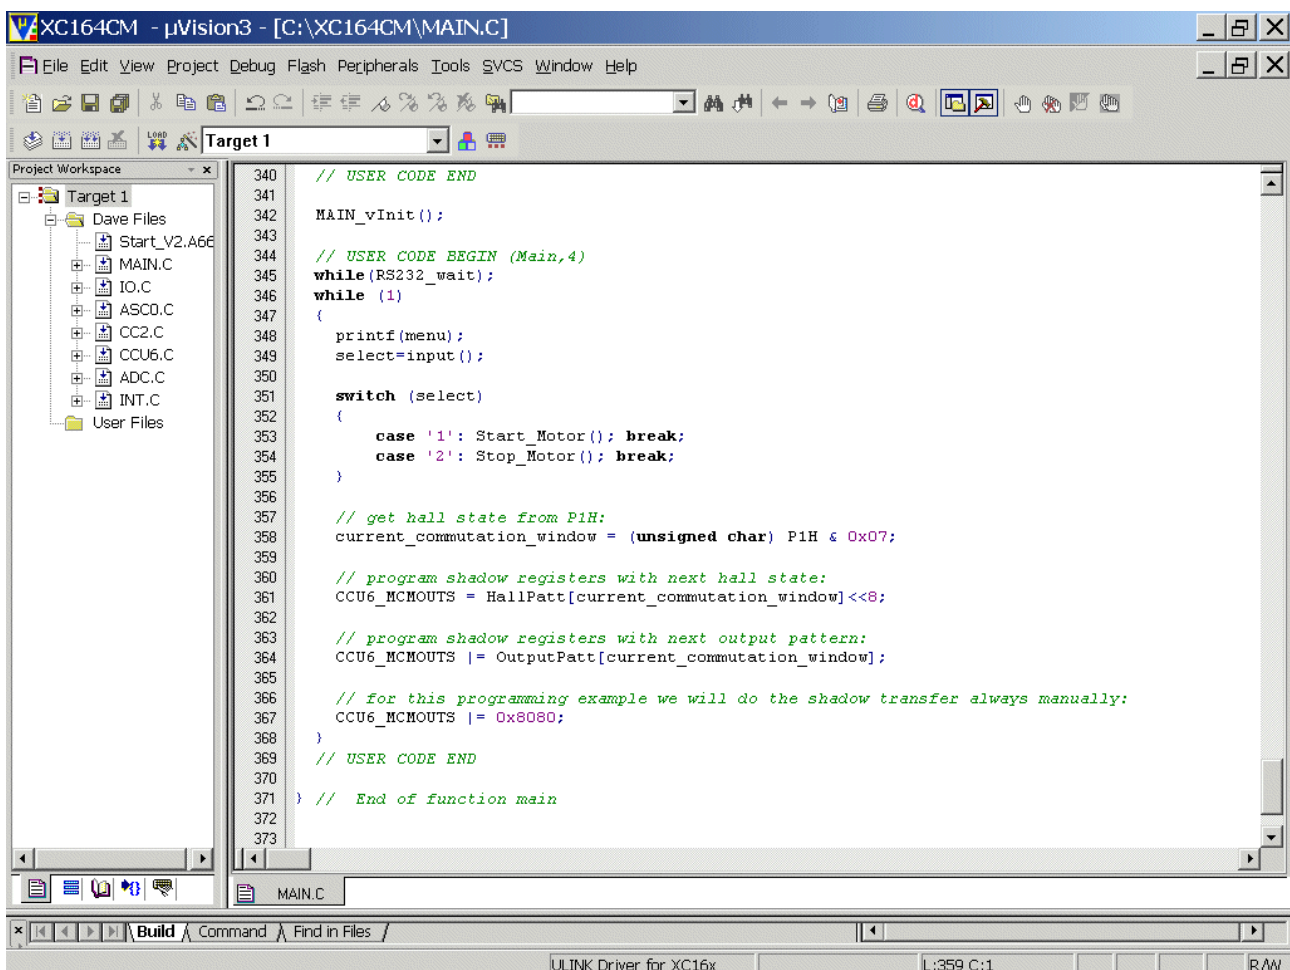 XC164CM - µVision3 - [C:\XC164CM\MAIN.C]
File Edit View Project Debug Flash Peripherals Tools SVCS Window Help
LOAD Target 1
Project Workspace
Target 1
Dave Files
Start_V2.A66
MAIN.C
IO.C
ASC0.C
CC2.C
CCU6.C
ADC.C
INT.C
User Files
340 // USER CODE END
341
342 MAIN_vInit();
343
344 // USER CODE BEGIN (Main,4)
345 while(RS232_wait);
346 while (1)
347 {
348 printf(menu);
349 select=input();
350
351 switch (select)
352 {
353 case '1': Start_Motor(); break;
354 case '2': Stop_Motor(); break;
355 }
356
357 // get hall state from P1H:
358 current_commutation_window = (unsigned char) P1H & 0x07;
359
360 // program shadow registers with next hall state:
361 CCU6_MCMOUTS = HallPatt[current_commutation_window]<<8;
362
363 // program shadow registers with next output pattern:
364 CCU6_MCMOUTS |= OutputPatt[current_commutation_window];
365
366 // for this programming example we will do the shadow transfer always manually:
367 CCU6_MCMOUTS |= 0x8080;
368 }
369 // USER CODE END
370
371 } // End of function main
372
373
MAIN.C
Build Command Find in Files
ULINK Driver for XC16x L:359 C:1 R/W